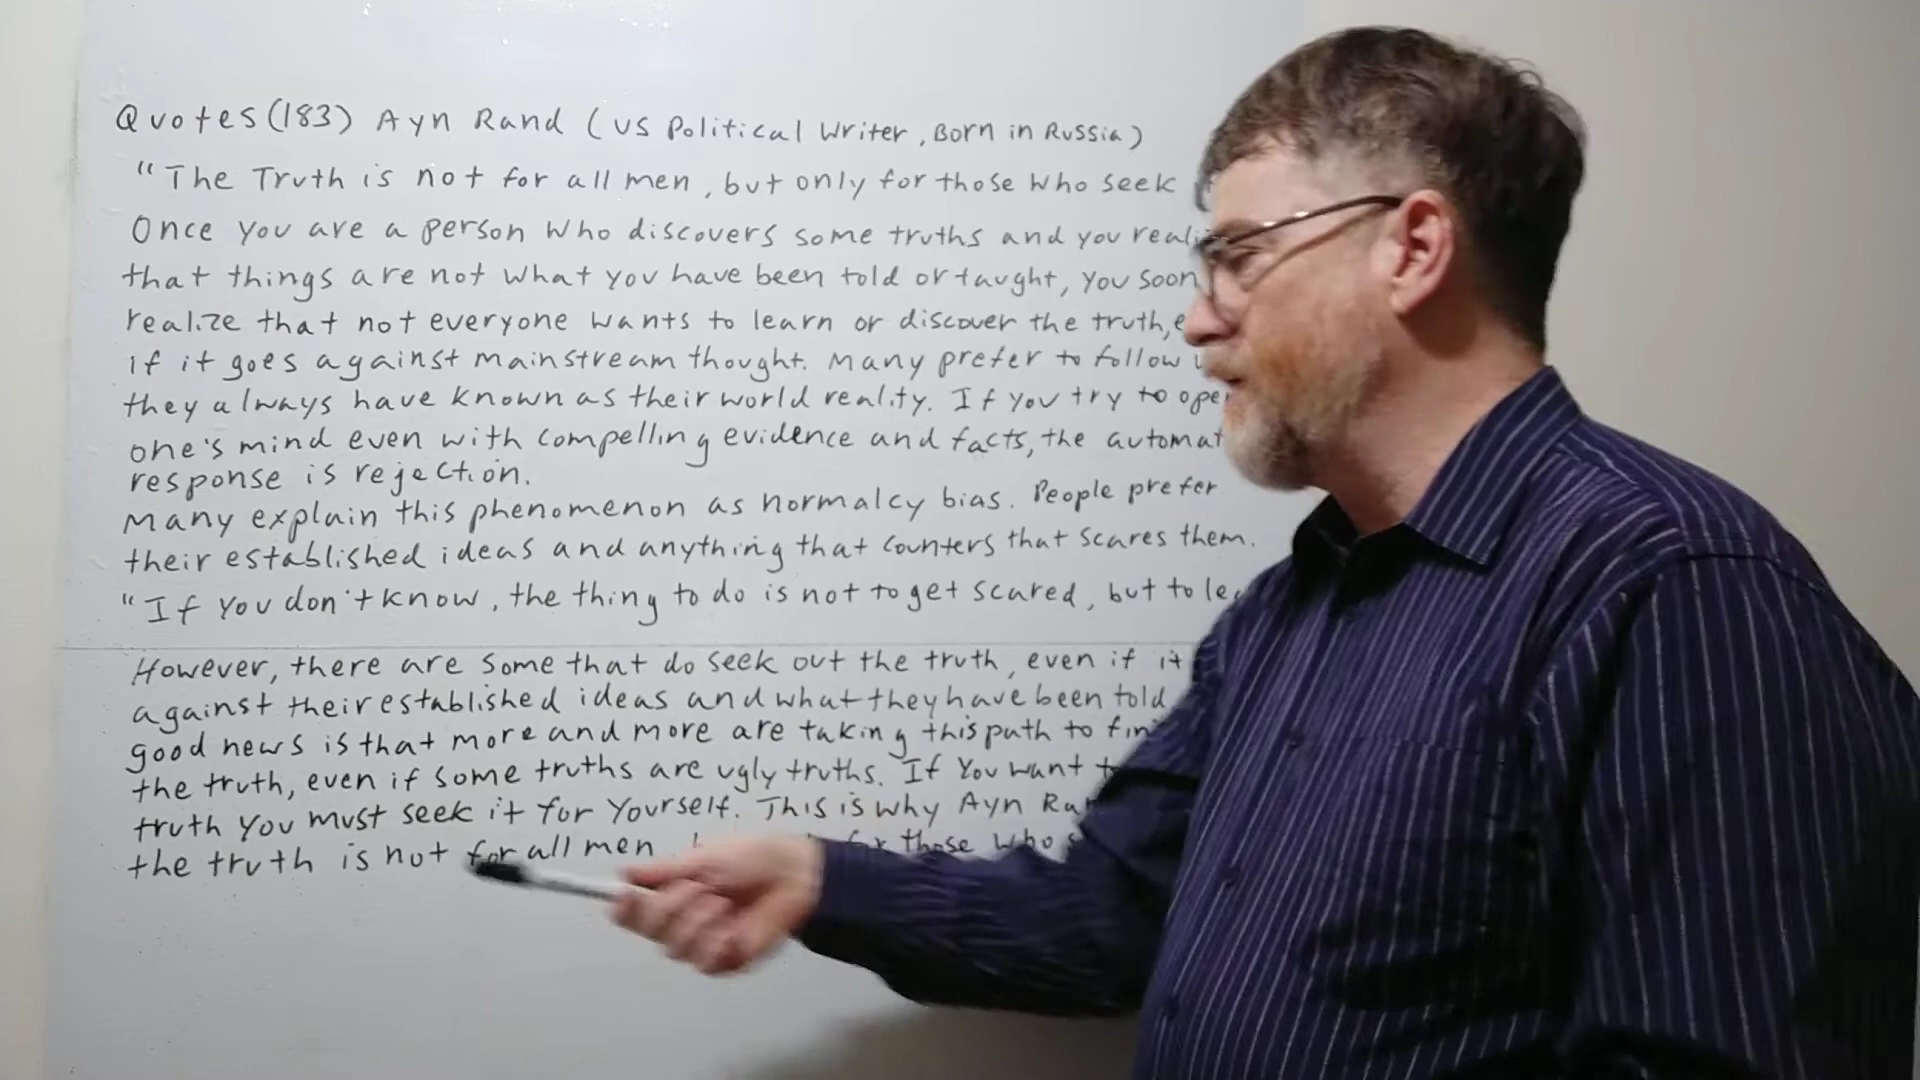 Quotes (183) Ayn Rand (US Political Writer, Born in Russia)
"The Truth is not for all men, but only for those who seek
Once you are a person who discovers some truths and you
that things are not what you have been told or taught, you soon
realize that not everyone wants to learn or discover the truth,
if it goes against mainstream thought. Many prefer to follow
they always have known as their world reality. If you try to
one's mind even with compelling evidence and facts, the
response is rejection.
Many explain this phenomenon as normalcy bias. People prefer
their established ideas and anything that counters that scares them.
"If you don't know, the thing to do is not to get scared, but to
However, there are some that do seek out the truth, even if it
against their established ideas and what they have been told
good news is that more and more are taking this path to
the truth, even if some truths are ugly truths. If you want
truth you must seek it for yourself. This is why Ayn
the truth is not for all men, those who